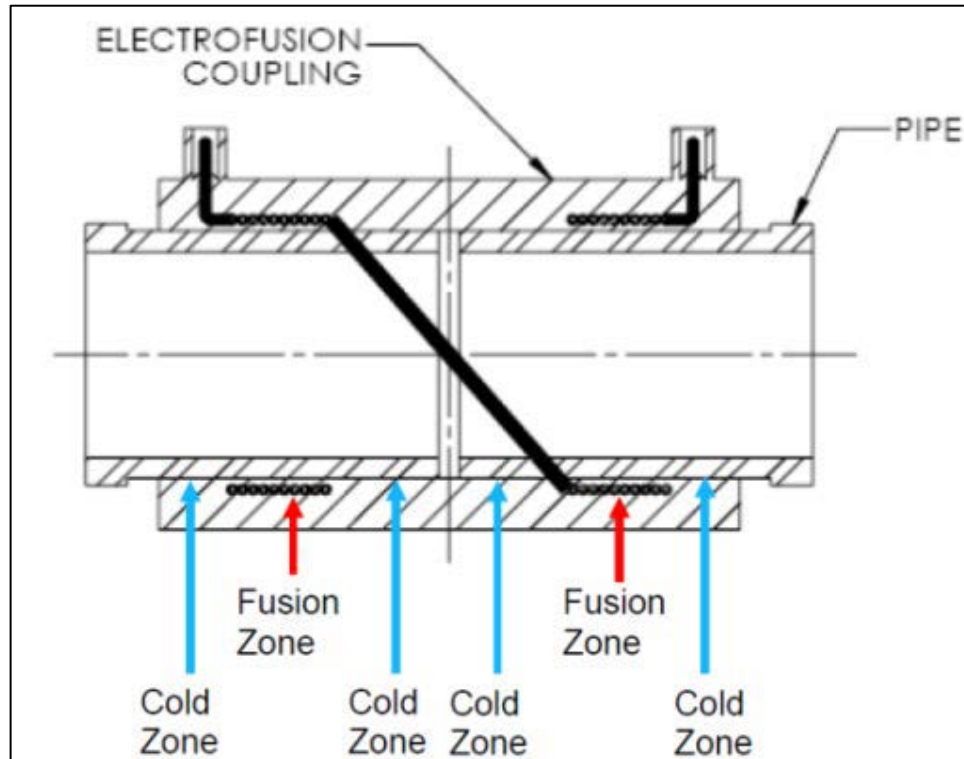 ELECTROFUSION
COUPLING
PIPE
Fusion
Zone
Fusion
Zone
Cold
Zone
Cold
Zone
Cold
Zone
Cold
Zone